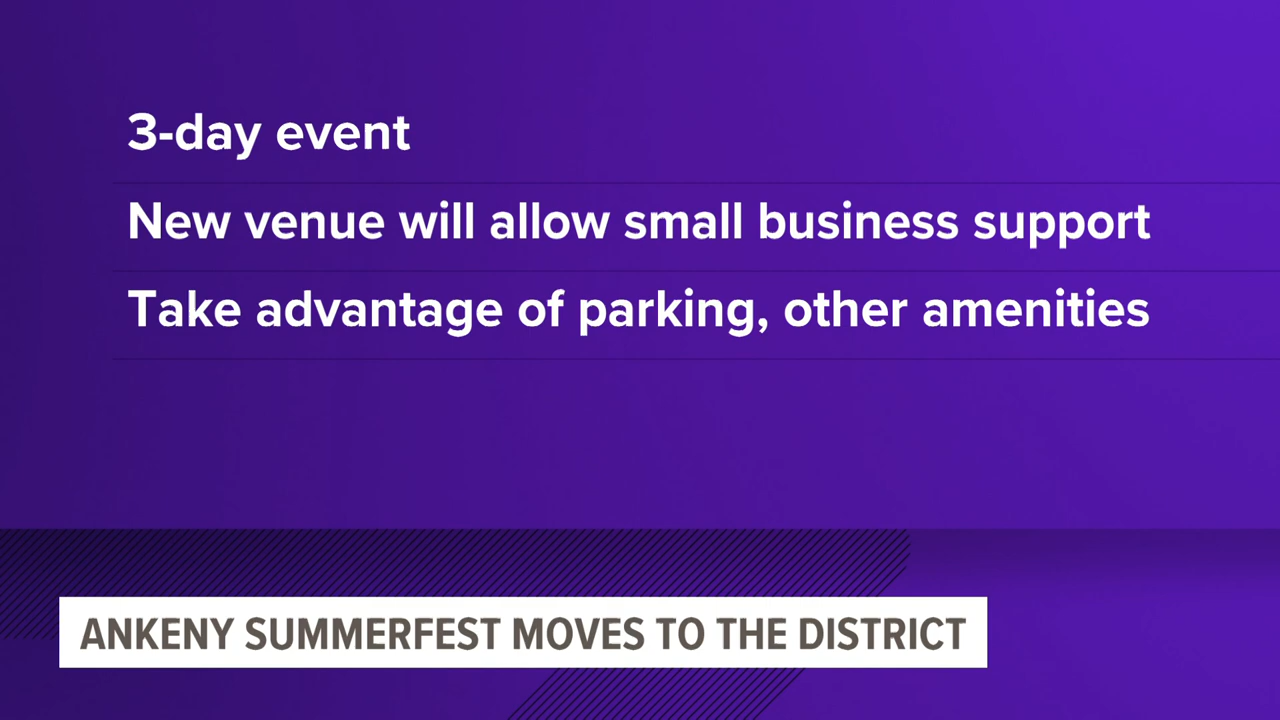 3-day event
New venue will allow small business support
Take advantage of parking, other amenities
ANKENY SUMMERFEST MOVES TO THE DISTRICT